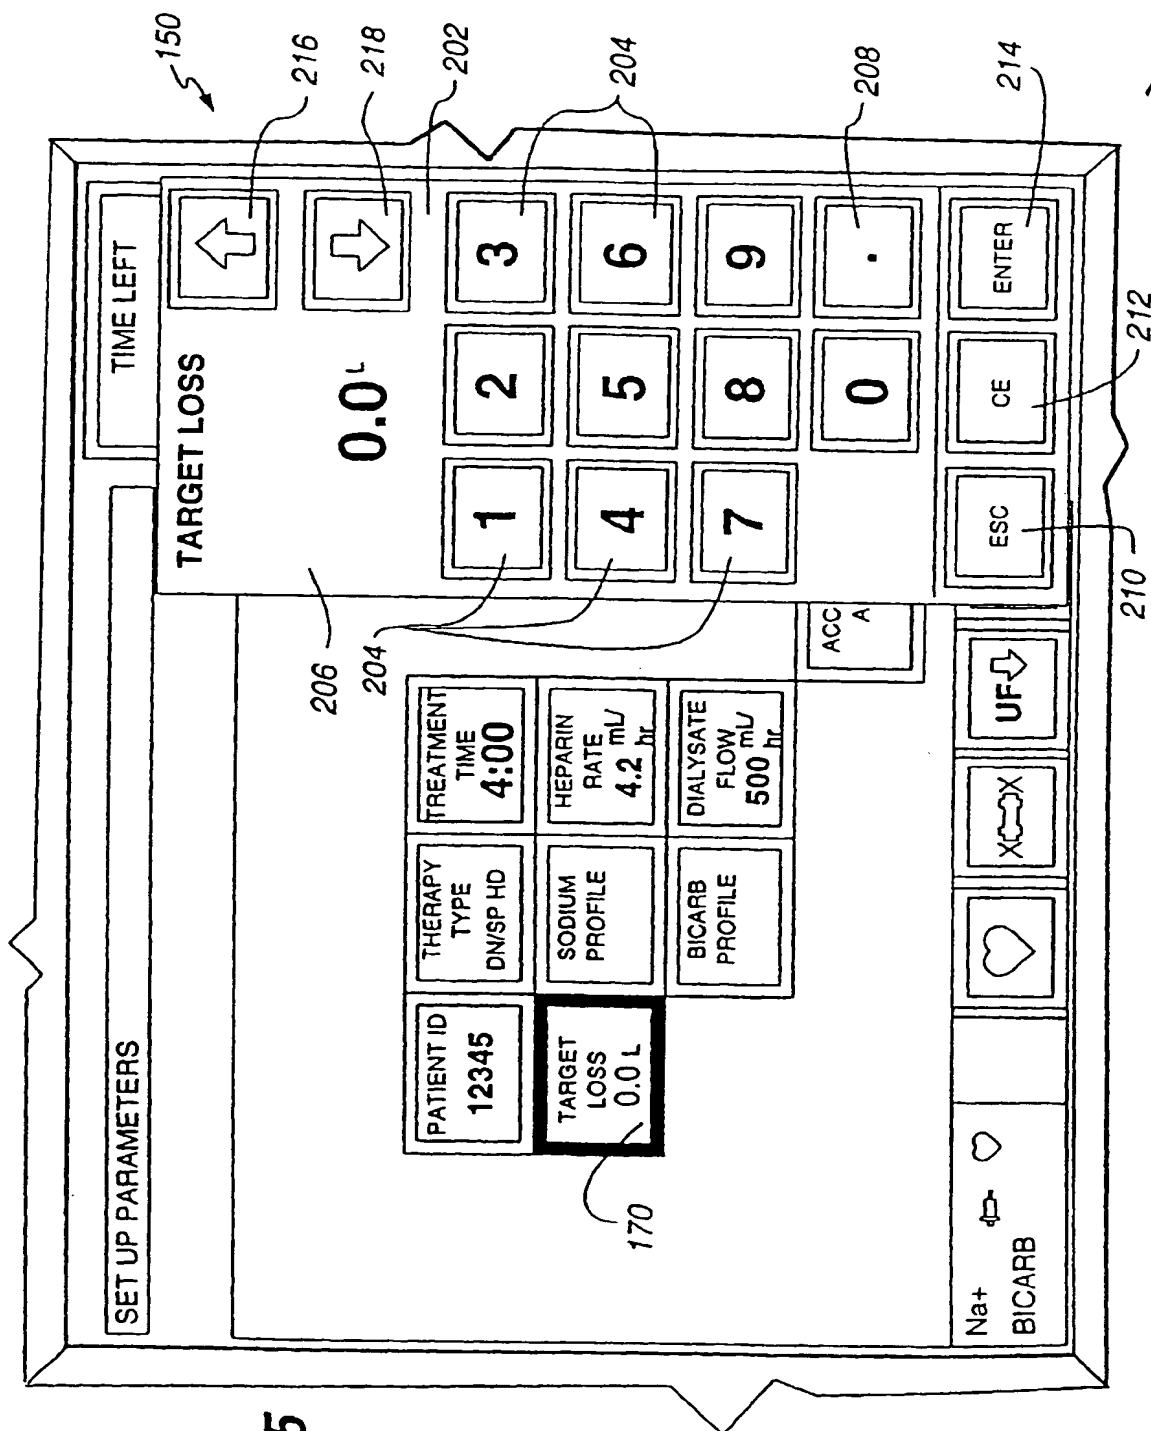 150
SET UP PARAMETERS
TIME LEFT
TARGET LOSS
216
0.0 L
218
206
202
1 2 3
204
204
4 5 6
7 8 9
0 .
208
ESC CE ENTER
210
212
214
PATIENT ID
12345
THERAPY
TYPE
DN/SP HD
TREATMENT
TIME
4:00
TARGET
LOSS
0.0 L
170
SODIUM
PROFILE
HEPARIN
RATE
4.2 mL/
hr
BICARB
PROFILE
DIALYSATE
FLOW
500 mL/
hr
ACC
A
Na+
BICARB
X X
UF
5